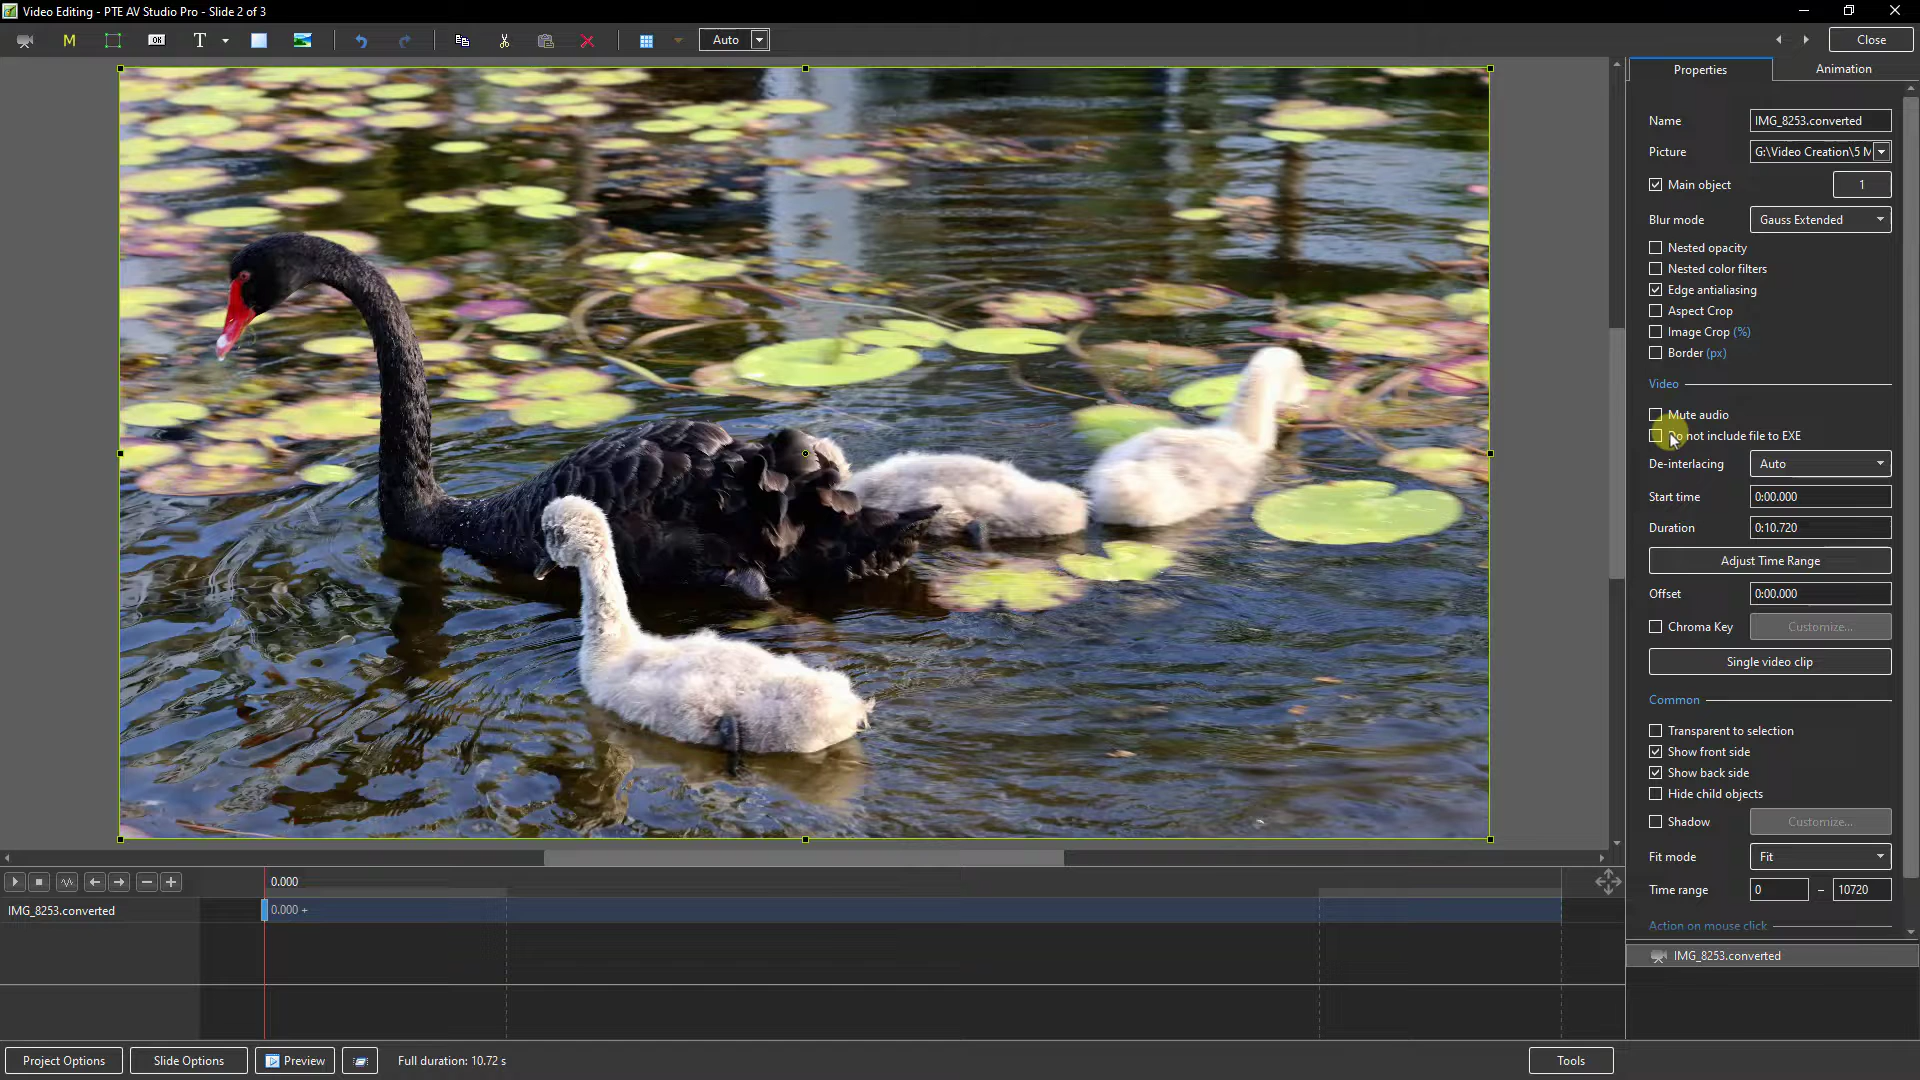 Video Editing - PTE AV Studio Pro - Slide 2 of 3
M OK T Auto Close
Properties Animation
Name IMG_8253.converted
Picture G:\Video Creation\5 M
Main object 1
Blur mode Gauss Extended
Nested opacity
Nested color filters
Edge antialiasing
Aspect Crop
Image Crop (%)
Border (px)
Video
Mute audio
Do not include file to EXE
De-interlacing Auto
Start time 0:00.000
Duration 0:10.720
Adjust Time Range
Offset 0:00.000
Chroma Key Customize...
Single video clip
Common
Transparent to selection
Show front side
Show back side
Hide child objects
Shadow Customize...
Fit mode Fit
Time range 0 – 10720
Action on mouse click
IMG_8253.converted
0.000
IMG_8253.converted 0.000 +
Project Options Slide Options Preview Full duration: 10.72 s Tools